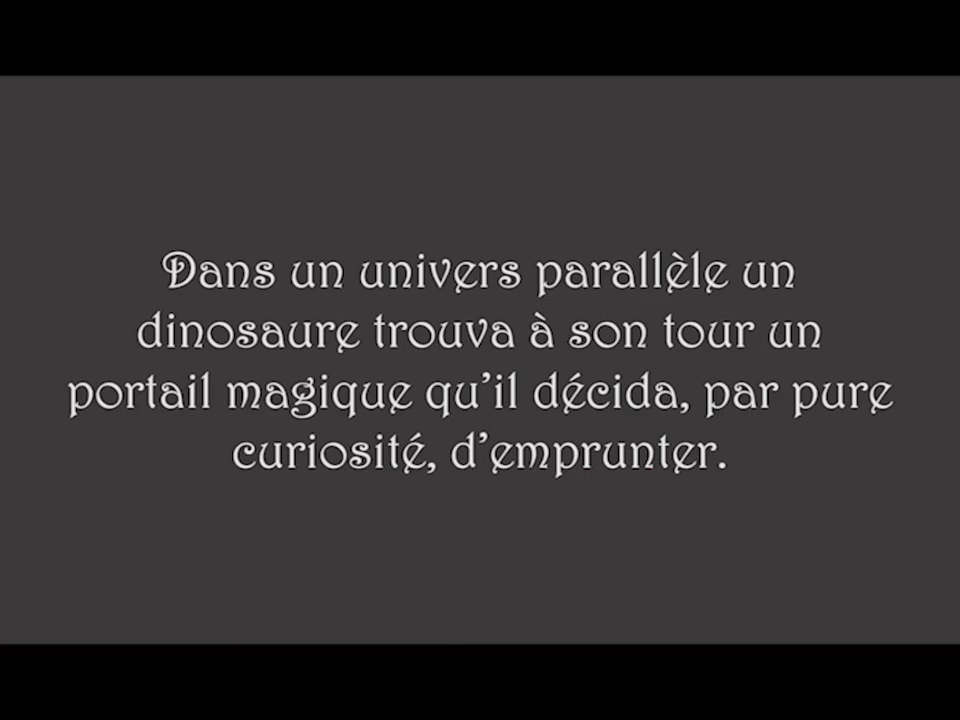 Dans un univers parallèle un
dinosaure trouva à son tour un
portail magique qu’il décida, par pure
curiosité, d’emprunter.